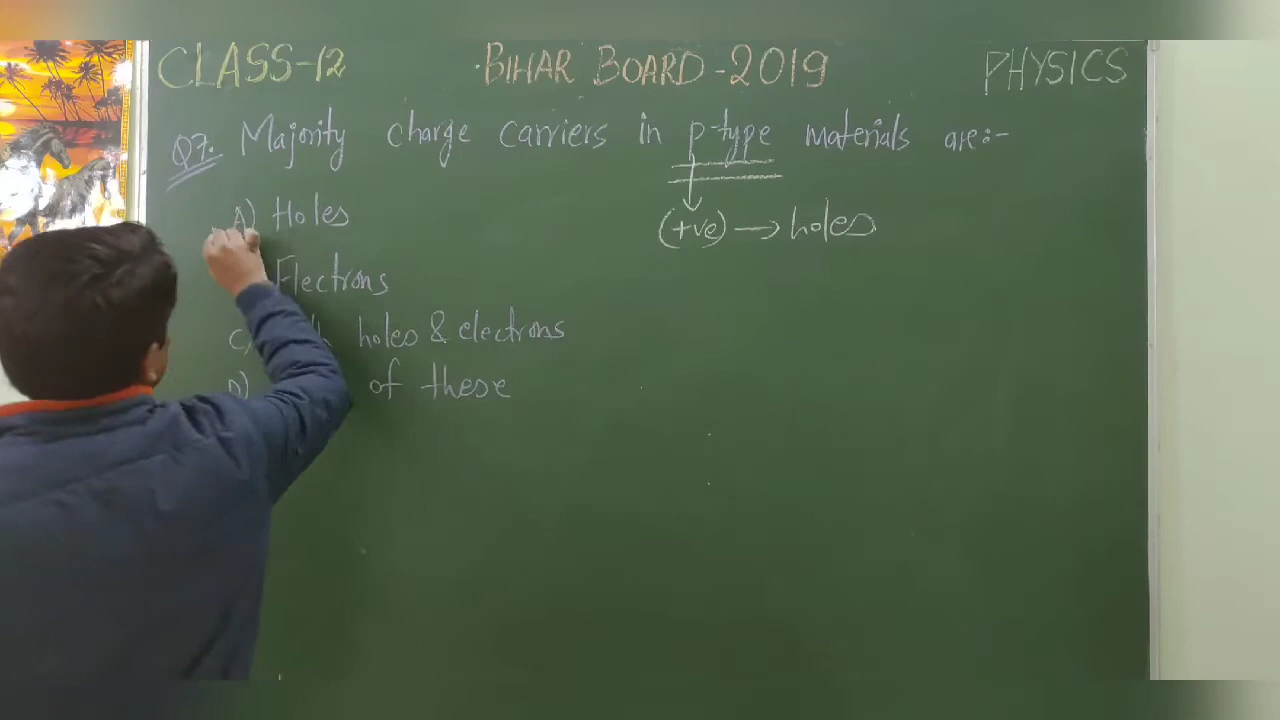 CLASS-12 BIHAR BOARD-2019 PHYSICS
Q7. Majority charge carriers in p-type materials are:-
A) Holes
(+ve) → holes
Electrons
C) holes & electrons
D) of these